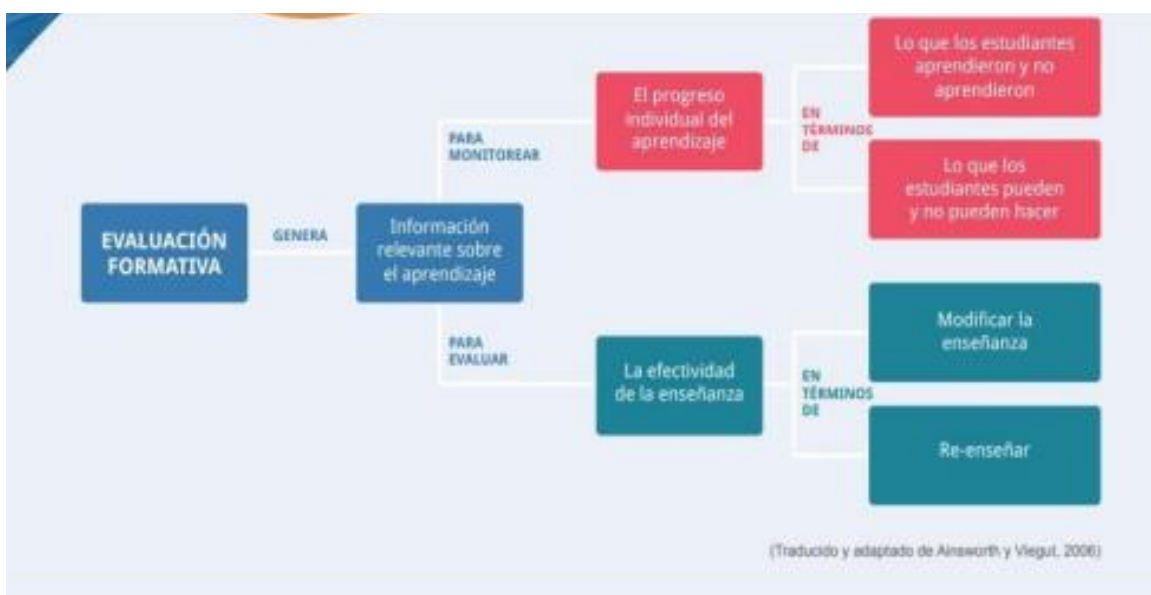 EVALUACIÓN
FORMATIVA
GENERA
Información
relevante sobre
el aprendizaje
PARA
MONITOREAR
El progreso
individual del
aprendizaje
EN
TÉRMINOS
DE
Lo que los estudiantes
aprendieron y no
aprendieron
Lo que los
estudiantes pueden
y no pueden hacer
PARA
EVALUAR
La efectividad
de la enseñanza
EN
TÉRMINOS
DE
Modificar la
enseñanza
Re-enseñar
(Traducido y adaptado de Ainsworth y Viegut, 2006)